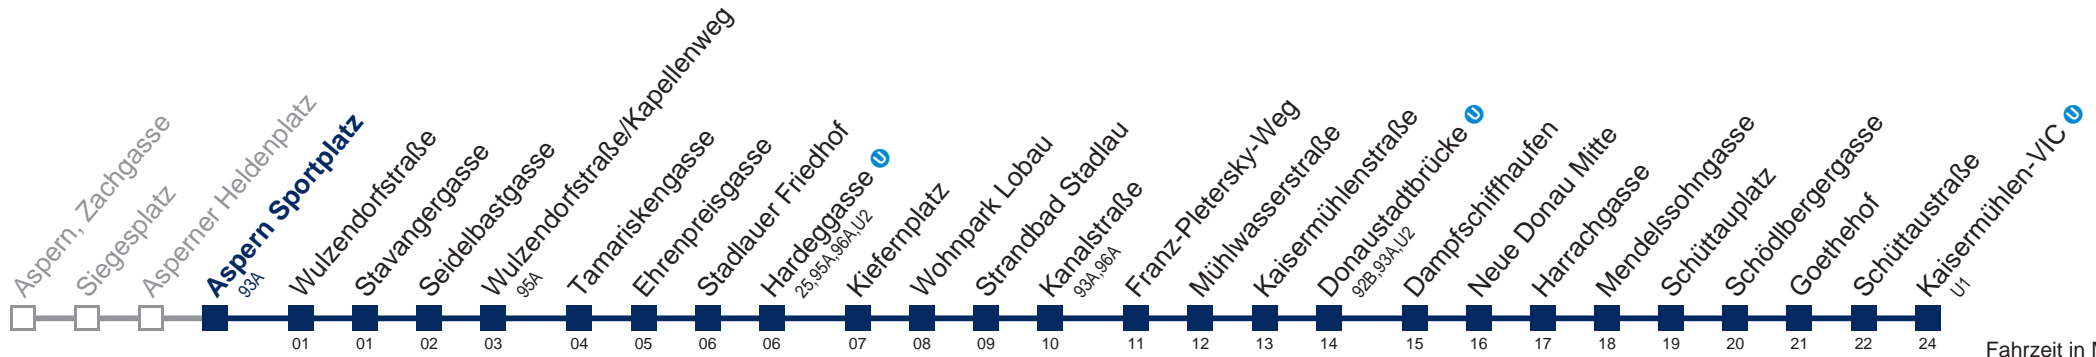 Aspern, Zachgasse
Siegesplatz
Asperner Heldenplatz
Aspern Sportplatz
93A
Wulzendorfstraße
Stavangergasse
Seidelbastgasse
Wulzendorfstraße/Kapellenweg
95A
Tamariskengasse
Ehrenpreisgasse
Stadlauer Friedhof
Hardeggasse U
25,95A,96A,U2
Kiefernplatz
Wohnpark Lobau
Strandbad Stadlau
Kanalstraße
93A,96A
Franz-Pletersky-Weg
Mühlwasserstraße
Kaisermühlenstraße
Donaustadtbrücke U
92B,93A,U2
Dampfschiffhaufen
Neue Donau Mitte
Harrachgasse
Mendelssohngasse
Schüttauplatz
Schödlbergergasse
Goethehof
Schüttaustraße
Kaisermühlen-VIC U
U1
01 01 02 03 04 05 06 06 07 08 09 10 11 12 13 14 15 16 17 18 19 20 21 22 24
Fahrzeit in